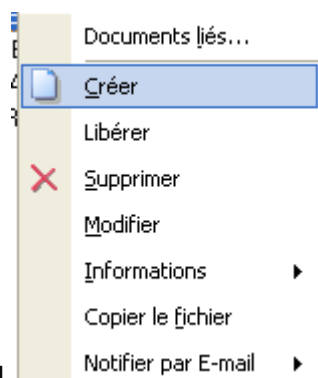 Documents liés...
Créer
Libérer
Supprimer
Modifier
Informations
Copier le fichier
Notifier par E-mail